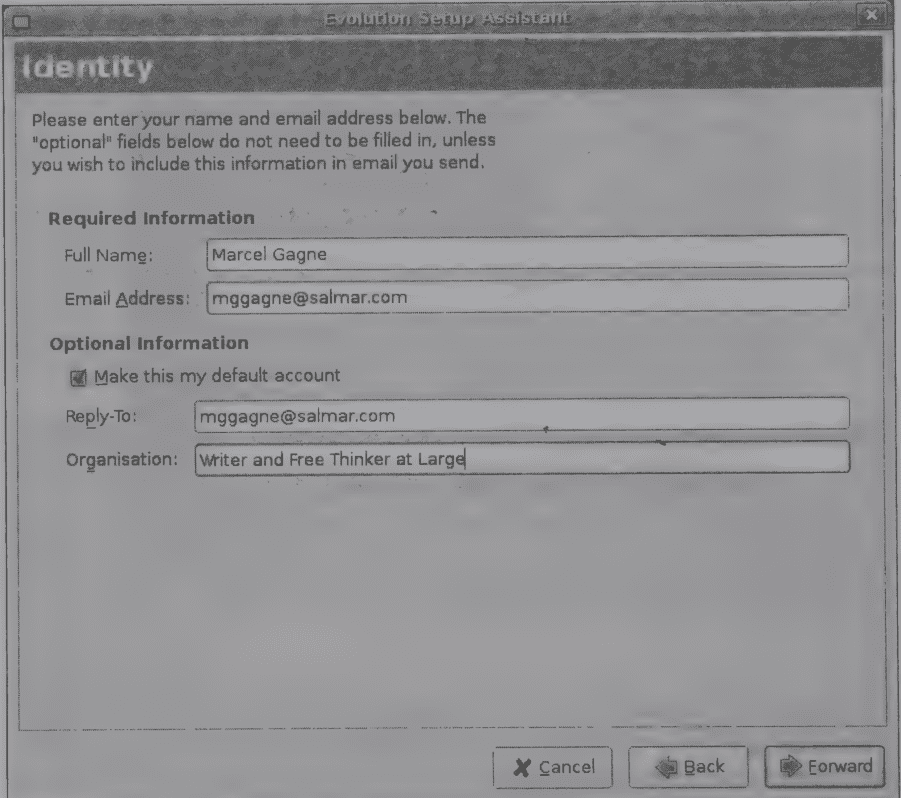 Evolution Setup Assistant
Identity
Please enter your name and email address below. The
"optional" fields below do not need to be filled in, unless
you wish to include this information in email you send.
Required Information
Full Name: Marcel Gagne
Email Address: mggagne@salmar.com
Optional Information
Make this my default account
Reply-To: mggagne@salmar.com
Organisation: Writer and Free Thinker at Large
Cancel Back Forward